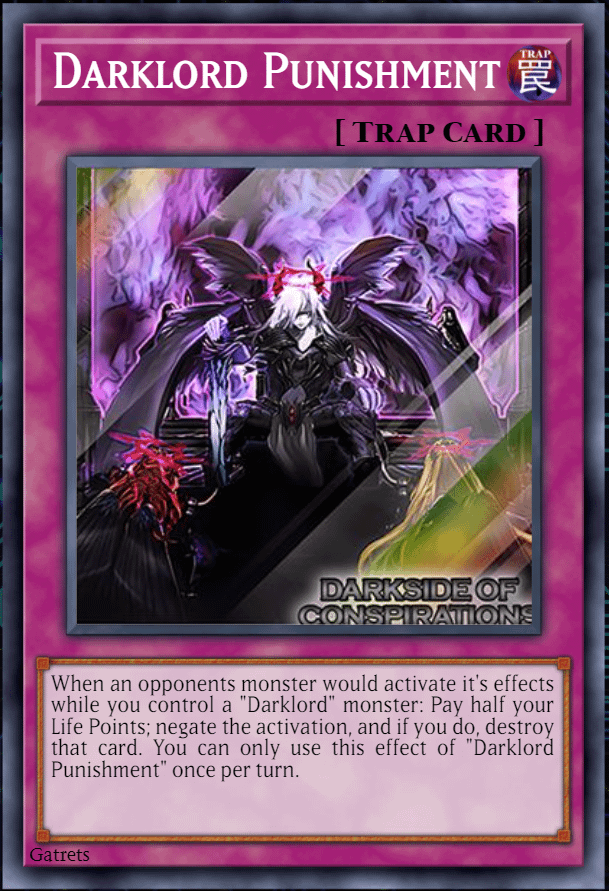 DARKLORD PUNISHMENT
TRAP
罠
[ TRAP CARD ]
DARKSIDE OF
CONSPIRATIONS
When an opponents monster would activate it's effects
while you control a "Darklord" monster: Pay half your
Life Points; negate the activation, and if you do, destroy
that card. You can only use this effect of "Darklord
Punishment" once per turn.
Gatrets